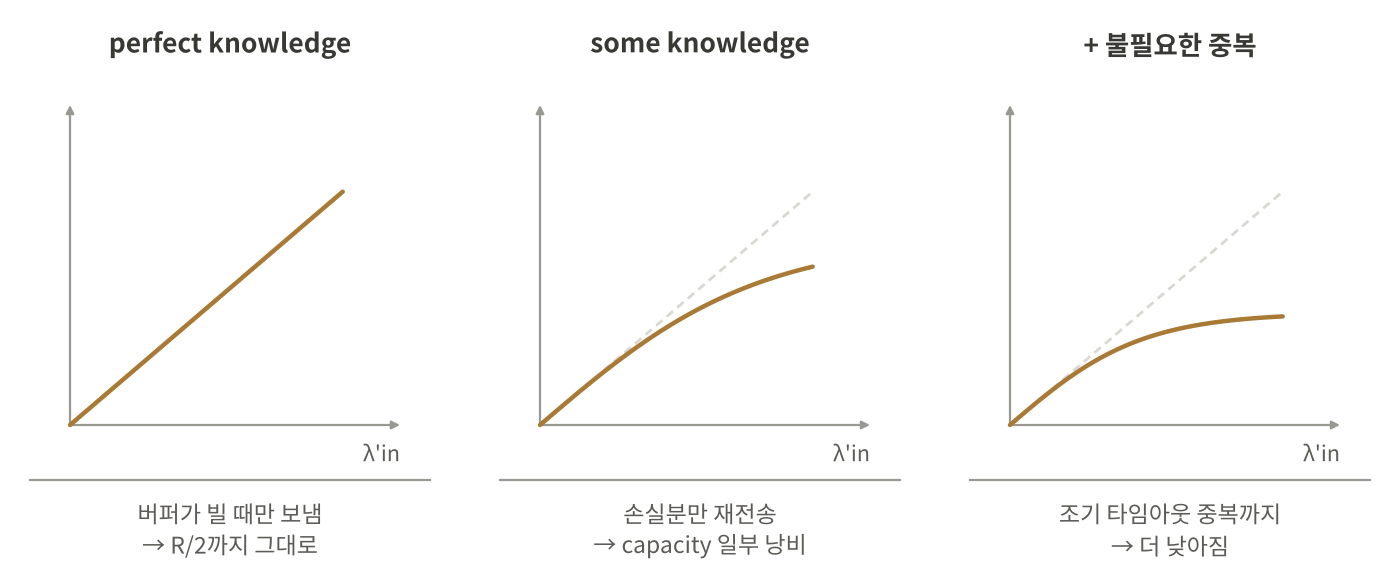 perfect knowledge
λ'in
버퍼가 빌 때만 보냄
→ R/2까지 그대로
some knowledge
λ'in
손실분만 재전송
→ capacity 일부 낭비
+ 불필요한 중복
λ'in
조기 타임아웃 중복까지
→ 더 낮아짐